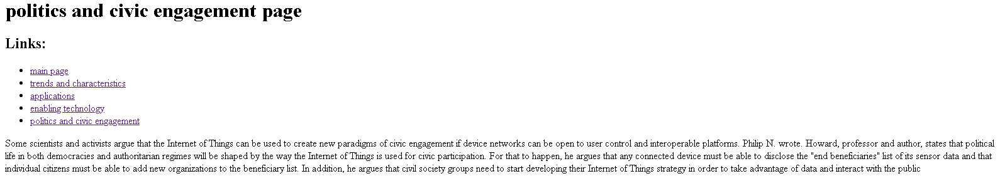 politics and civic engagement page
Links:
main page
trends and characteristics
applications
enabling technology
politics and civic engagement
Some scientists and activists argue that the Internet of Things can be used to create new paradigms of civic engagement if device networks can be open to user control and interoperable platforms. Philip N. wrote. Howard, professor and author, states that political
life in both democracies and authoritarian regimes will be shaped by the way the Internet of Things is used for civic participation. For that to happen, he argues that any connected device must be able to disclose the "end beneficiaries" list of its sensor data and that
individual citizens must be able to add new organizations to the beneficiary list. In addition, he argues that civil society groups need to start developing their Internet of Things strategy in order to take advantage of data and interact with the public